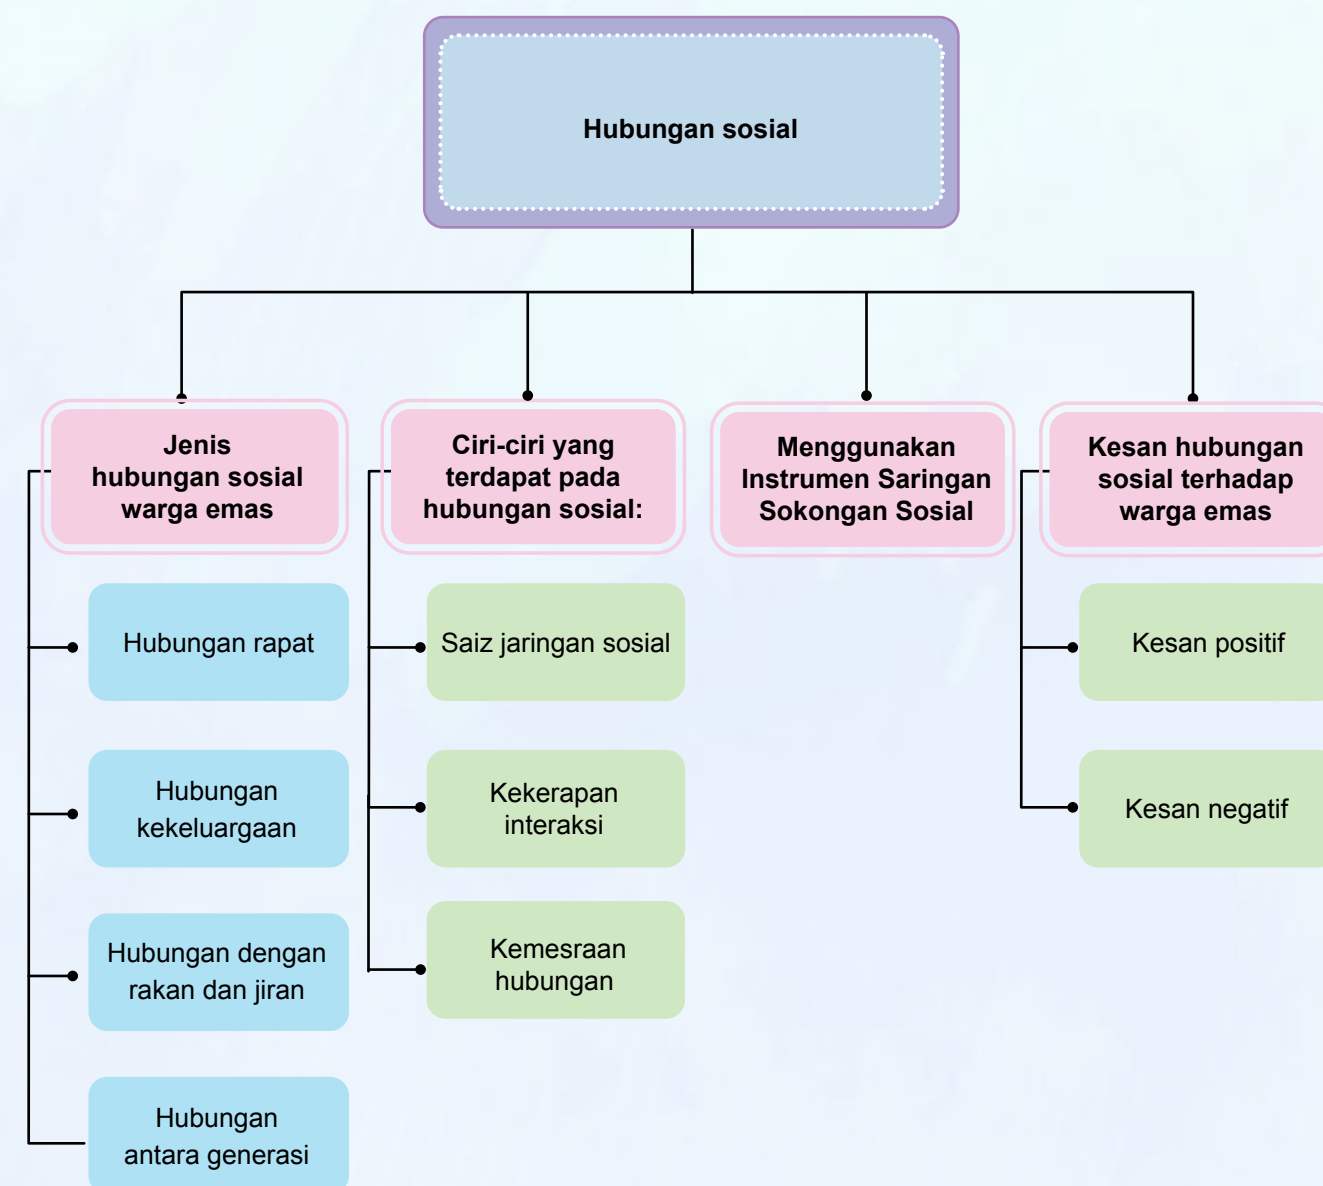 Hubungan sosial
Jenis
hubungan sosial
warga emas
Hubungan rapat
Hubungan
kekeluargaan
Hubungan dengan
rakan dan jiran
Hubungan
antara generasi
Ciri-ciri yang
terdapat pada
hubungan sosial:
Saiz jaringan sosial
Kekerapan
interaksi
Kemesraan
hubungan
Menggunakan
Instrumen Saringan
Sokongan Sosial
Kesan hubungan
sosial terhadap
warga emas
Kesan positif
Kesan negatif